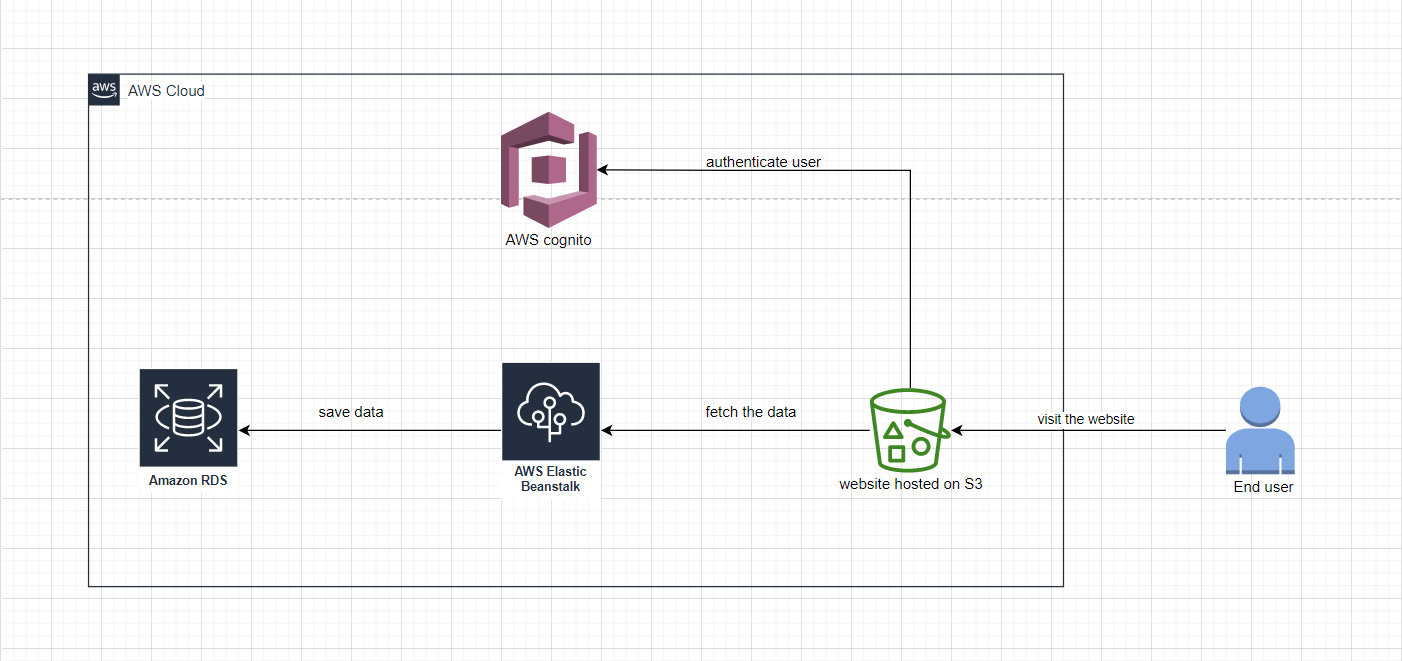 aws
AWS Cloud
authenticate user
AWS cognito
save data
fetch the data
visit the website
Amazon RDS
AWS Elastic
Beanstalk
website hosted on S3
End user